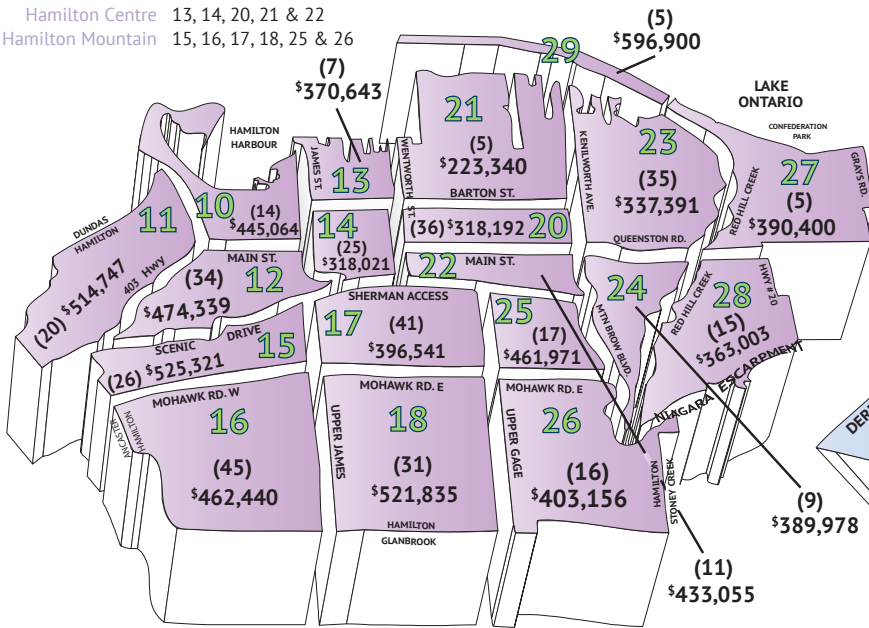 Hamilton Centre 13, 14, 20, 21 & 22
Hamilton Mountain 15, 16, 17, 18, 25 & 26
(5)
$596,900
29
(7)
$370,643
LAKE
ONTARIO
CONFEDERATION
PARK
HAMILTON
HARBOUR
21
(5)
$223,340
BARTON ST.
JAMES ST.
13
WENTWORTH ST.
KENILWORTH AVE.
23
(35)
$337,391
QUEENSTON RD.
RED HILL CREEK
27
(5)
$390,400
GRAYS RD.
DUNDAS
HAMILTON
11
(20) $514,747
403 Hwy
10
(14)
$445,064
14
(25)
$318,021
(36) $318,192 20
22 MAIN ST.
MAIN ST.
(34) 12
$474,339
SHERMAN ACCESS
17 (41)
$396,541
25
(17)
$461,971
24
MTN BROW BLVD.
RED HILL CREEK
28
(15)
$363,003
HWY # 20
NIAGARA ESCARPMENT
SCENIC DRIVE 15
(26) $525,321
MOHAWK RD. W
16
(45)
$462,440
ANCASTER
HAMILTON
MOHAWK RD. E
UPPER JAMES
18
(31)
$521,835
HAMILTON
GLANBROOK
MOHAWK RD. E
UPPER GAGE
26
(16)
$403,156
HAMILTON
STONEY CREEK
DER
(9)
$389,978
(11)
$433,055